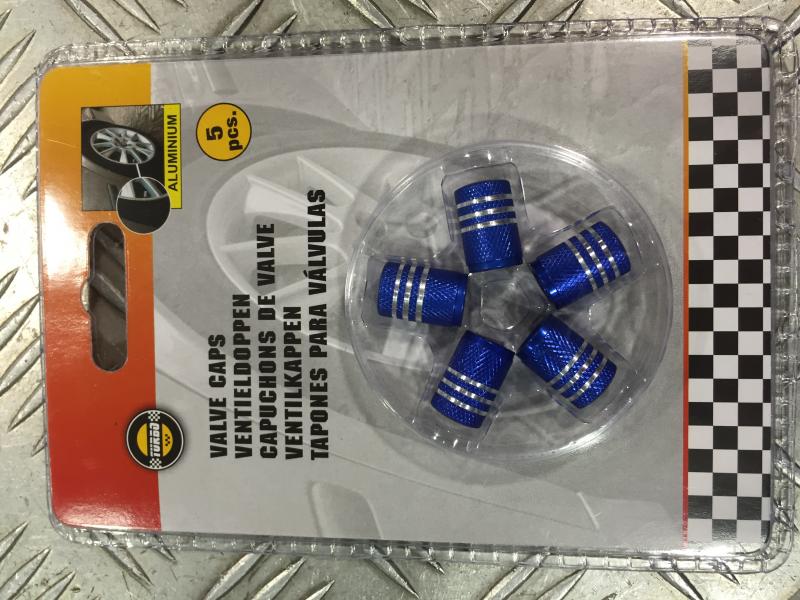 TURBO
VALVE CAPS
VENTIELDOPPEN
CAPUCHONS DE VALVE
VENTILKAPPEN
TAPONES PARA VÁLVULAS
ALUMINIUM
5
pcs.